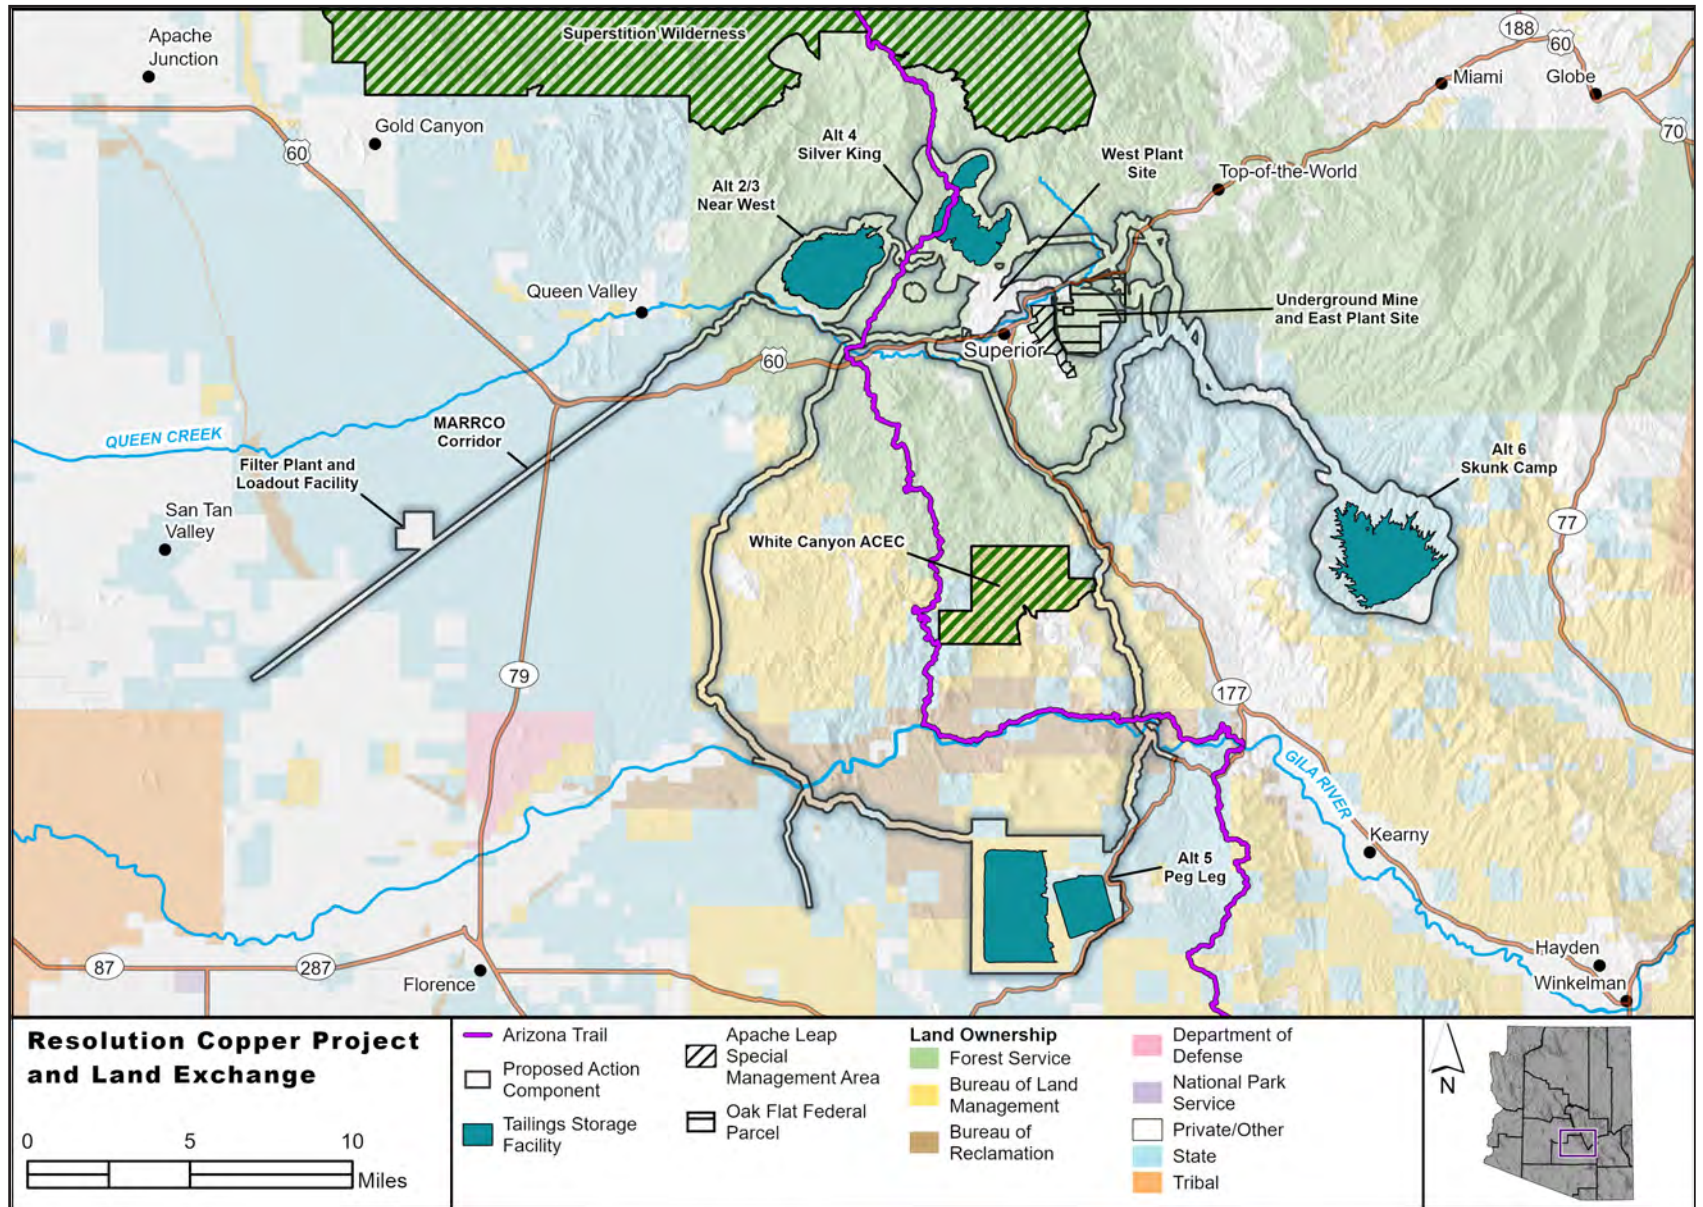 Superstition Wilderness
188
60
Apache
Junction
Miami
Globe
70
Gold Canyon
60
Alt 4
Silver King
West Plant
Site
Top-of-the-World
Alt 2/3
Near West
Queen Valley
Underground Mine
and East Plant Site
Superior
60
QUEEN CREEK
MARRCO
Corridor
Filter Plant and
Loadout Facility
Alt 6
Skunk Camp
San Tan
Valley
77
White Canyon ACEC
79
177
GILA RIVER
Kearny
Alt 5
Peg Leg
87
287
Florence
Hayden
Winkelman
Resolution Copper Project
and Land Exchange
0 5 10
Miles
Arizona Trail
Proposed Action
Component
Tailings Storage
Facility
Apache Leap
Special
Management Area
Oak Flat Federal
Parcel
Land Ownership
Forest Service
Bureau of Land
Management
Bureau of
Reclamation
Department of
Defense
National Park
Service
Private/Other
State
Tribal
N